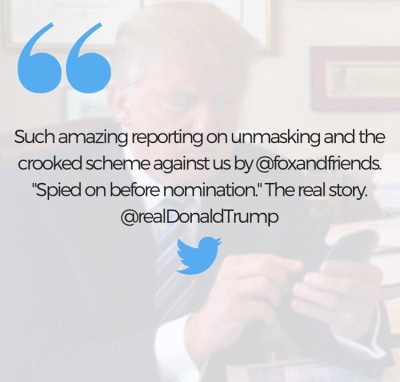 Such amazing reporting on unmasking and the
crooked scheme against us by @foxandfriends.
"Spied on before nomination." The real story.
@realDonaldTrump